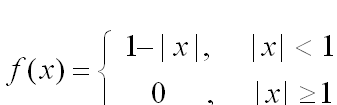 f(x) = { 1–| x |, |x| < 1
0 , |x| ≥1